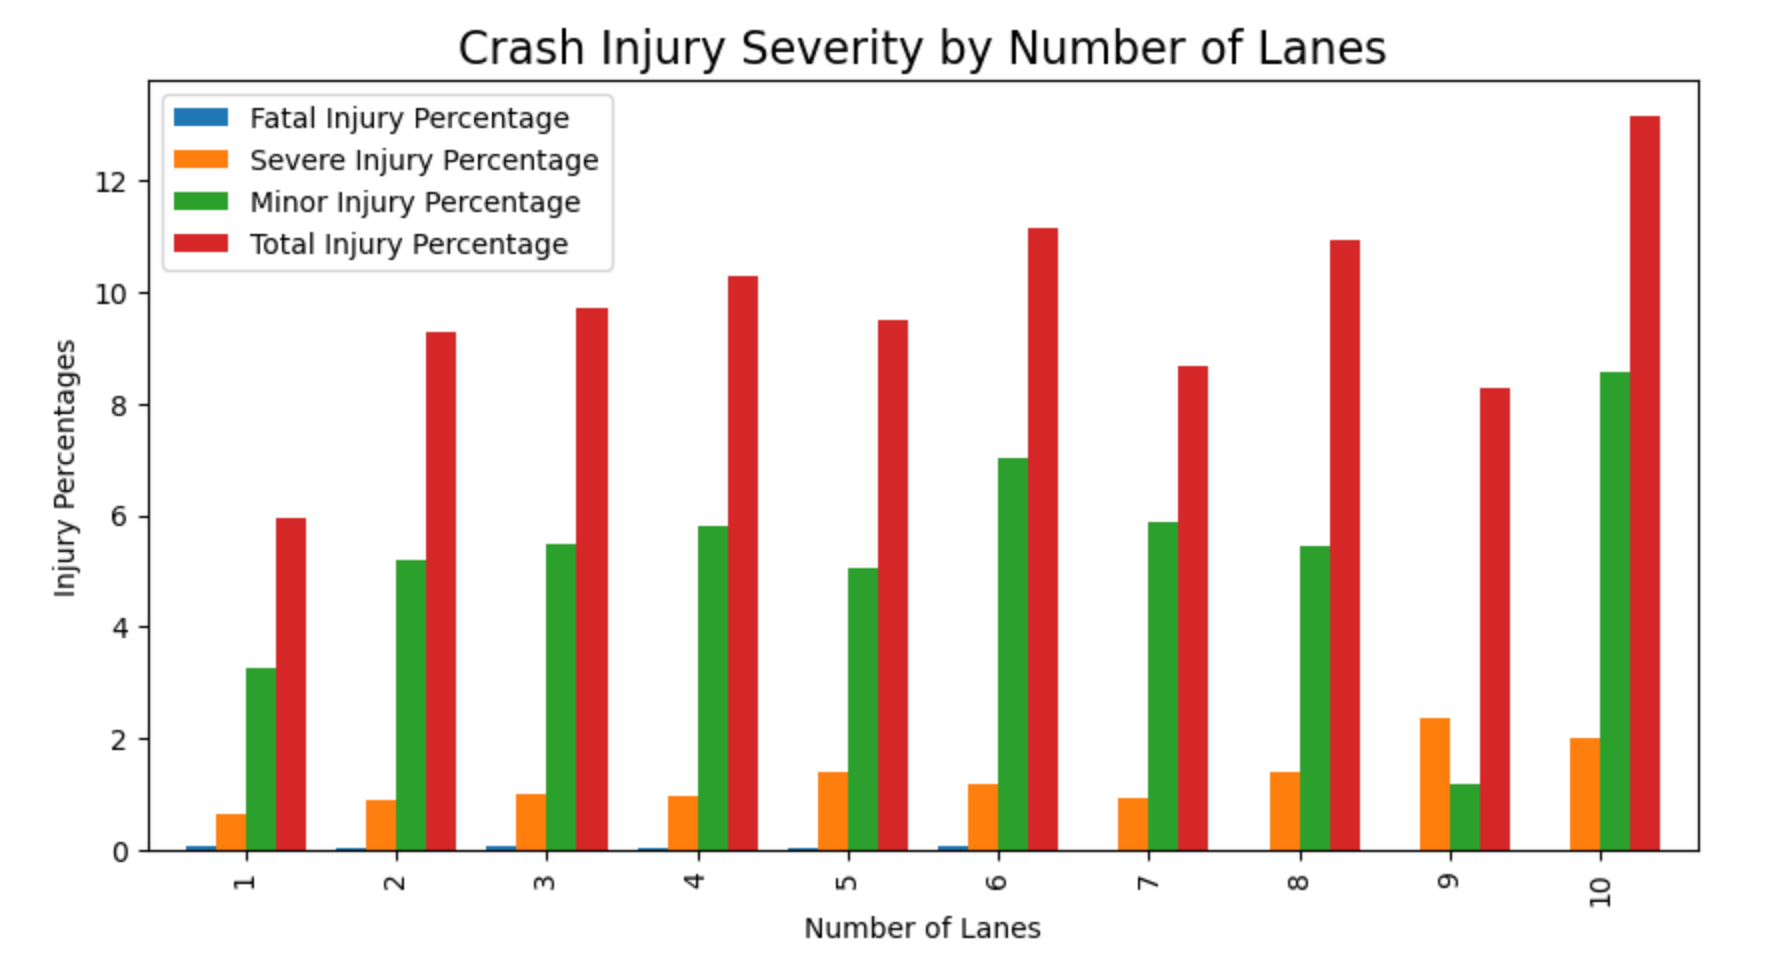 Crash Injury Severity by Number of Lanes
Fatal Injury Percentage
Severe Injury Percentage
Minor Injury Percentage
Total Injury Percentage
12
10
8
6
4
2
0
Injury Percentages
1 2 3 4 5 6 7 8 9 10
Number of Lanes